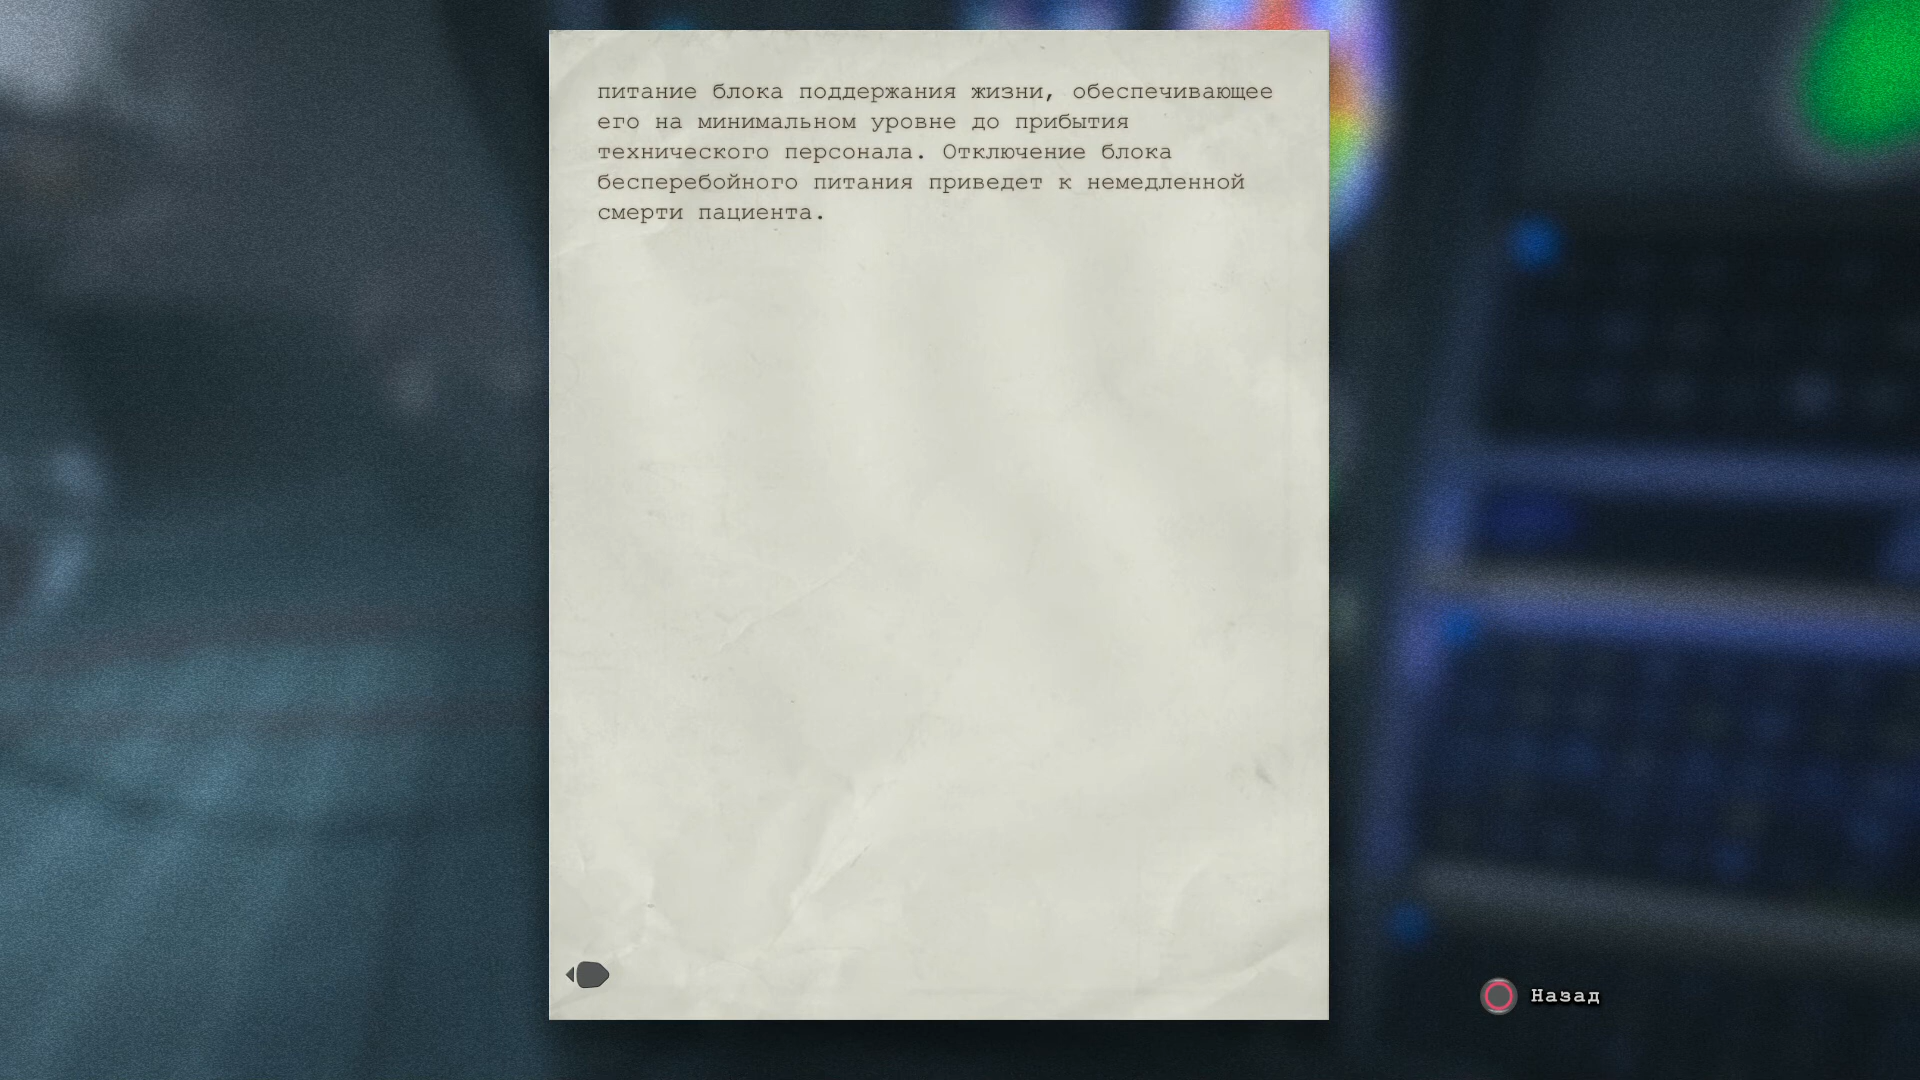 питание блока поддержания жизни, обеспечивающее
его на минимальном уровне до прибытия
технического персонала. Отключение блока
бесперебойного питания приведет к немедленной
смерти пациента.
Назад